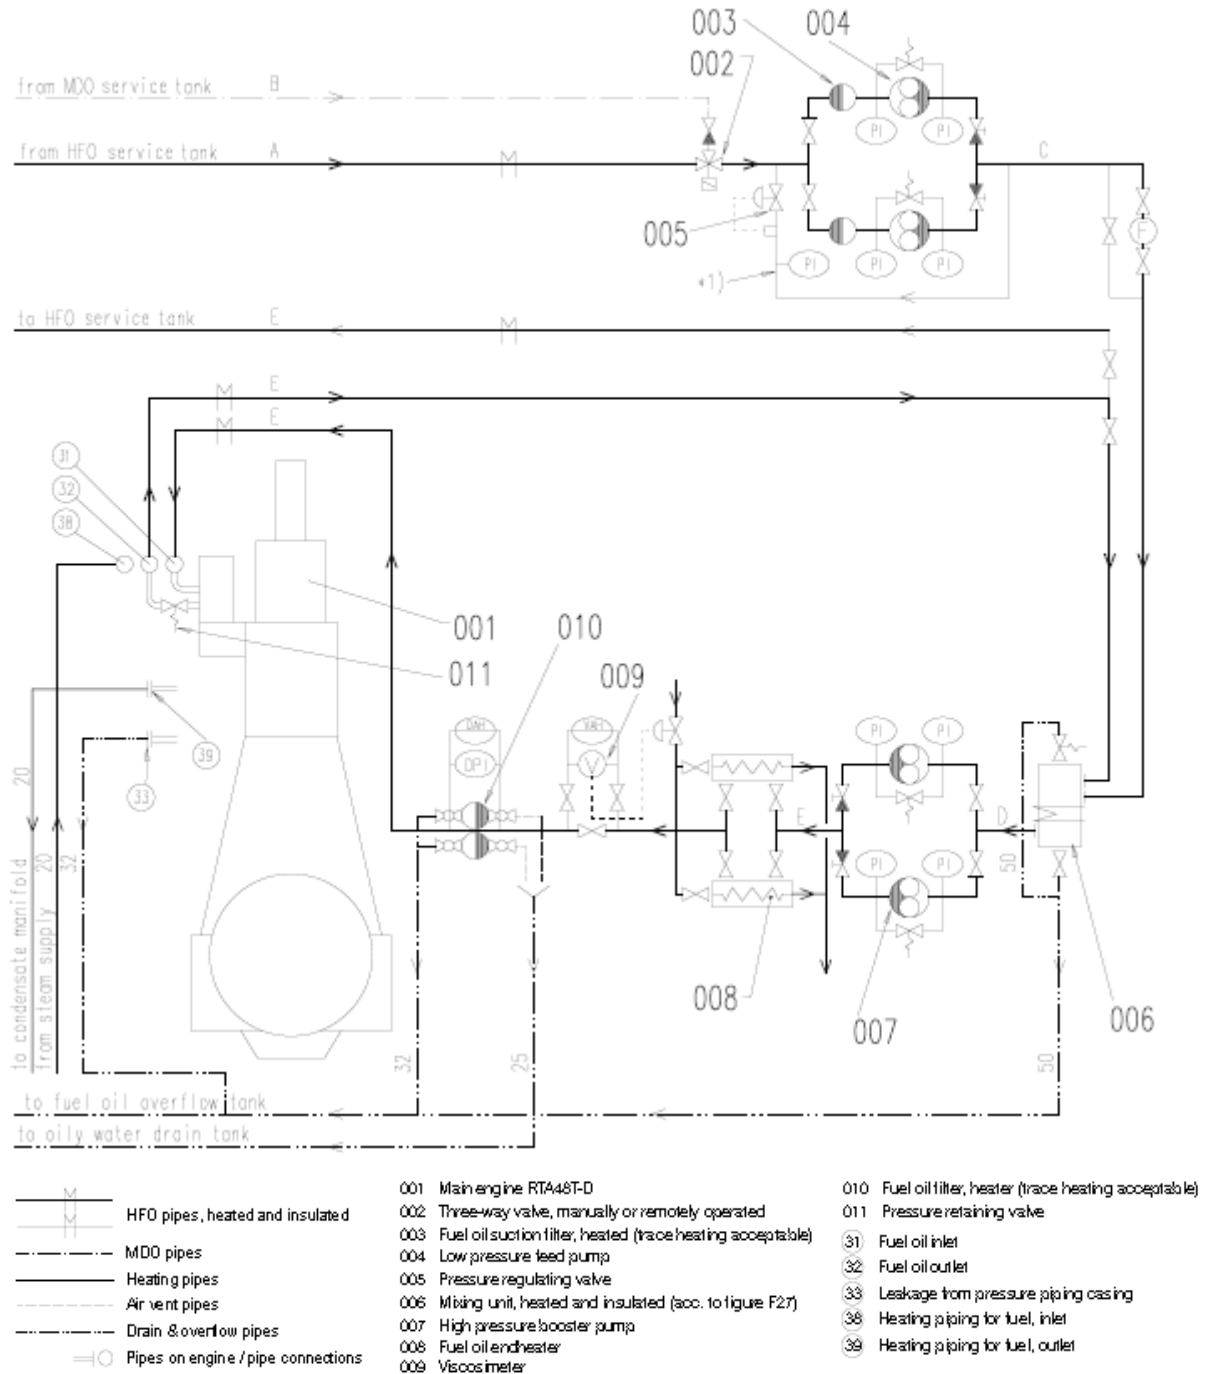 003
004
002
from MDO service tank
B
from HFO service tank
A
M
C
PI
PI
005
F
PI
PI
PI
*1)
to HFO service tank
E
M
E
M
E
M
31
32
38
001
010
011
009
DAH
VAH
PI
PI
DPI
V
39
33
20
E
D
50
PI
PI
to condensate manifold
from steam supply
20
32
008
006
007
32
25
50
to fuel oil overflow tank
to oily water drain tank
M
M
HFO pipes, heated and insulated
MDO pipes
Heating pipes
Air vent pipes
Drain & overflow pipes
Pipes on engine / pipe connections
001 Main engine RTA48T-D
002 Three-way valve, manually or remotely operated
003 Fuel oil suction filter, heated (trace heating acceptable)
004 Low pressure feed pump
005 Pressure regulating valve
006 Mixing unit, heated and insulated (acc. to figure F27)
007 High pressure booster pump
008 Fuel oil endheater
009 Viscosimeter
010 Fuel oil filter, heater (trace heating acceptable)
011 Pressure retaining valve
31 Fuel oil inlet
32 Fuel oil outlet
33 Leakage from pressure piping casing
38 Heating piping for fuel, inlet
39 Heating piping for fuel, outlet